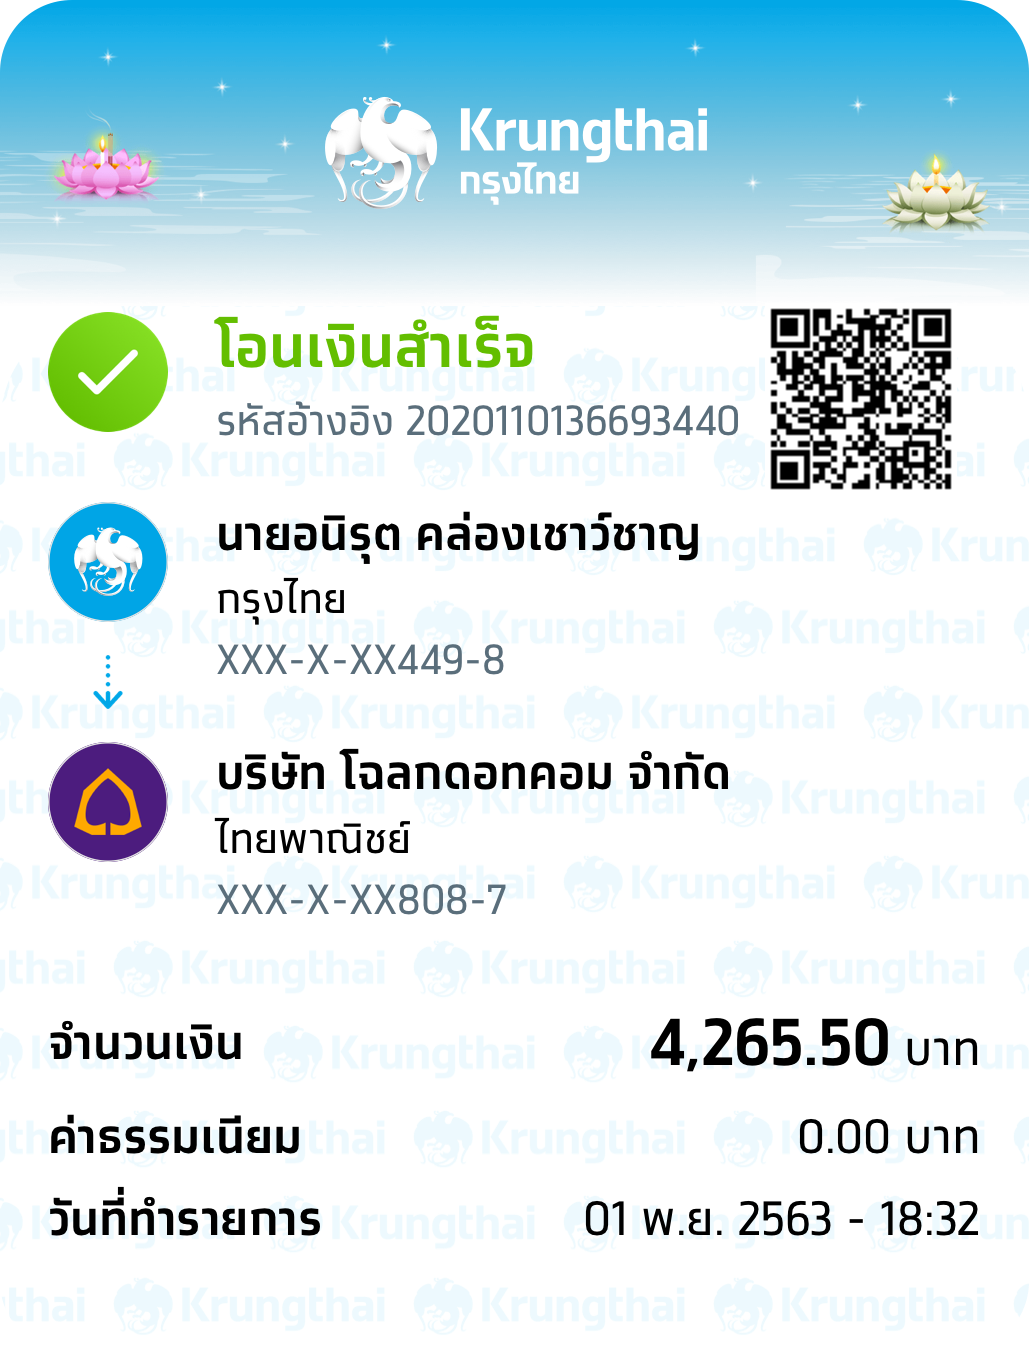 Krungthai
กรุงไทย
โอนเงินสำเร็จ
รหัสอ้างอิง 2020110136693440
นายอนิรุต คล่องเชาว์ชาญ
กรุงไทย
XXX-X-XX449-8
บริษัท โฉลกดอทคอม จำกัด
ไทยพาณิชย์
XXX-X-XX808-7
จำนวนเงิน 4,265.50 บาท
ค่าธรรมเนียม 0.00 บาท
วันที่ทำรายการ 01 พ.ย. 2563 - 18:32